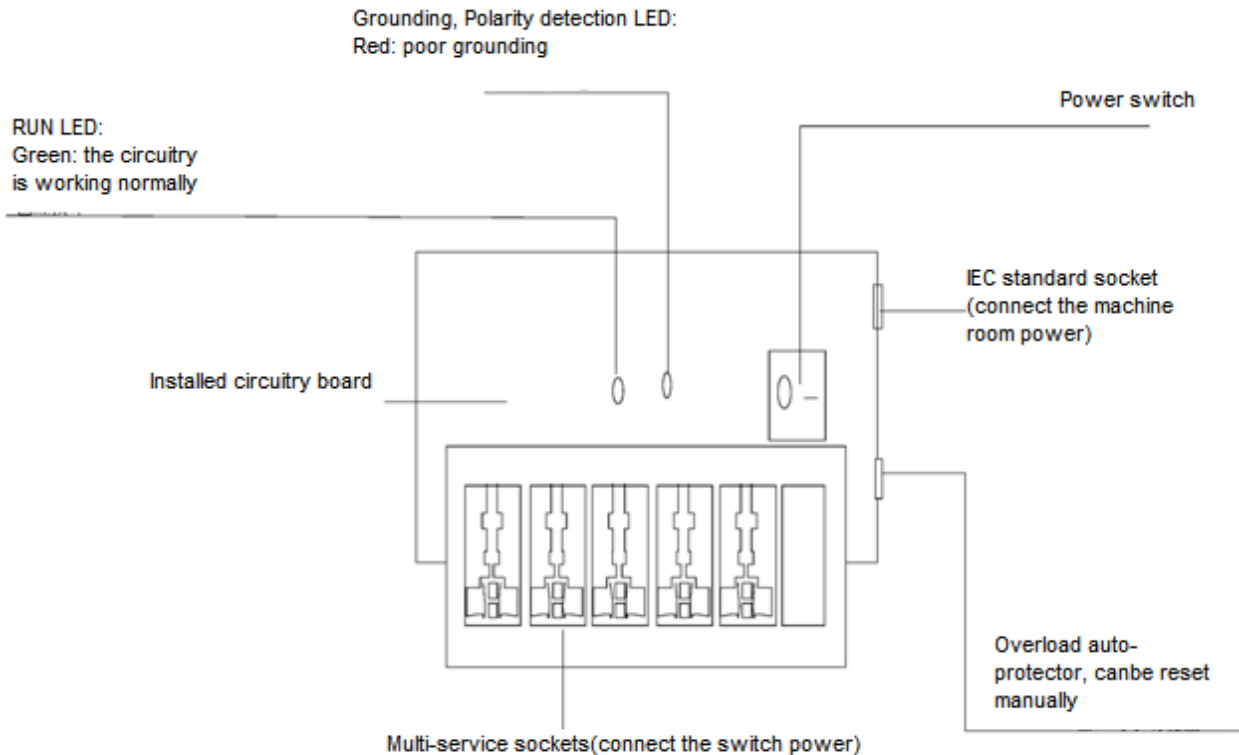 Grounding, Polarity detection LED:
Red: poor grounding
Power switch
RUN LED:
Green: the circuitry
is working normally
IEC standard socket
(connect the machine
room power)
Installed circuitry board
Overload auto-
protector, canbe reset
manually
Multi-service sockets(connect the switch power)